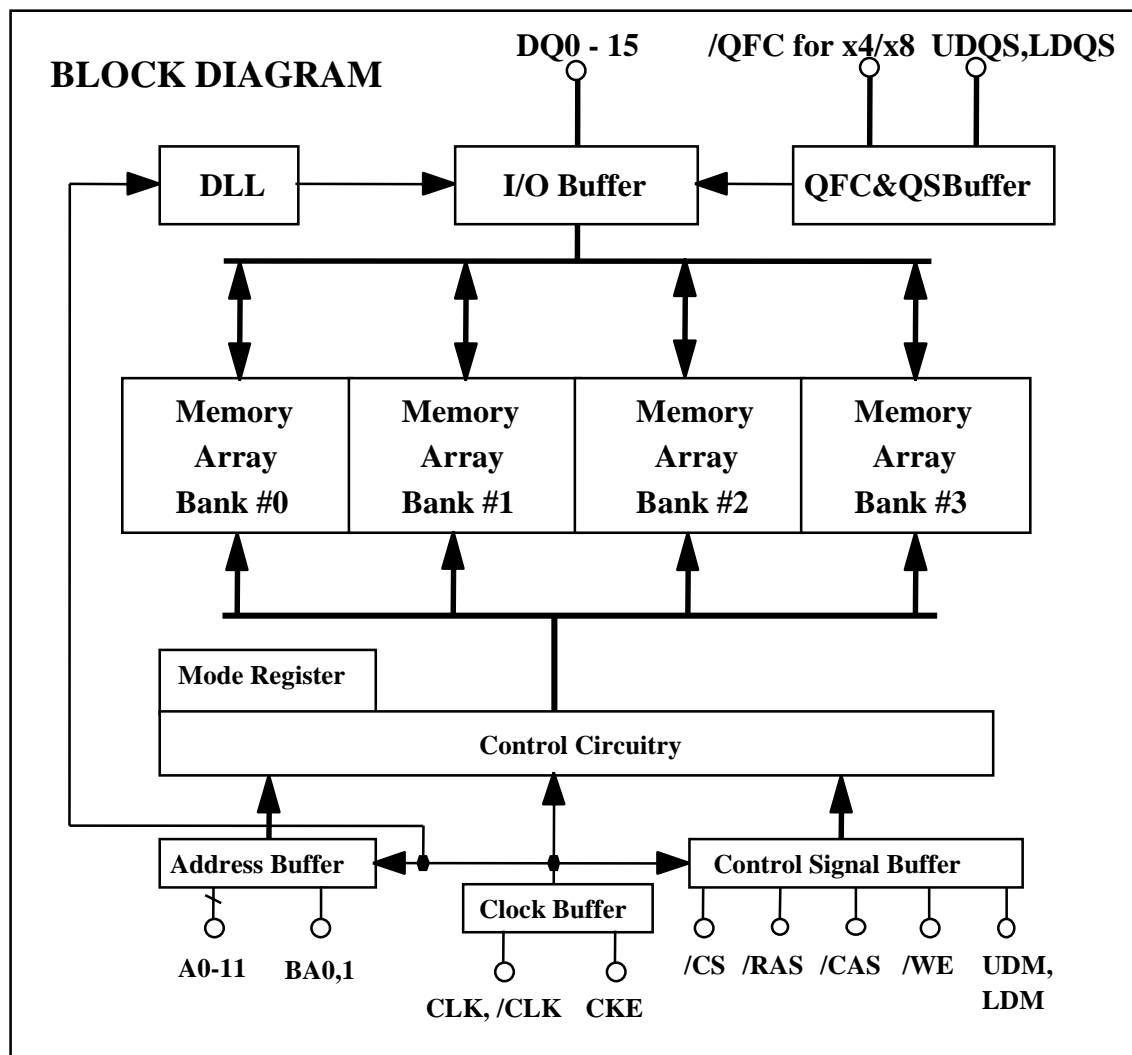 DQ0 - 15 /QFC for x4/x8 UDQS,LDQS
BLOCK DIAGRAM
DLL
I/O Buffer
QFC&QSBuffer
Memory
Array
Bank #0
Memory
Array
Bank #1
Memory
Array
Bank #2
Memory
Array
Bank #3
Mode Register
Control Circuitry
Address Buffer
Clock Buffer
Control Signal Buffer
A0-11
BA0,1
CLK, /CLK
CKE
/CS
/RAS
/CAS
/WE
UDM,
LDM